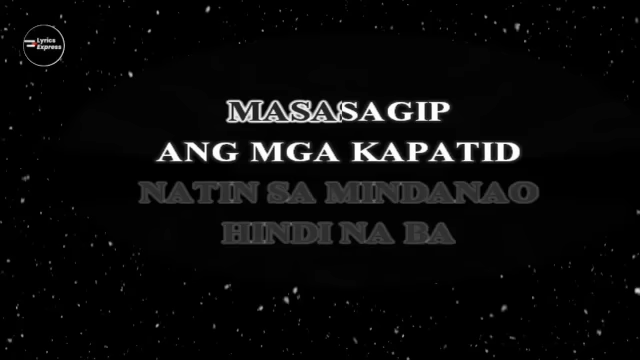 Lyrics
Express
MASASAGIP
ANG MGA KAPATID
NATIN SA MINDANAO
HINDI NA BA